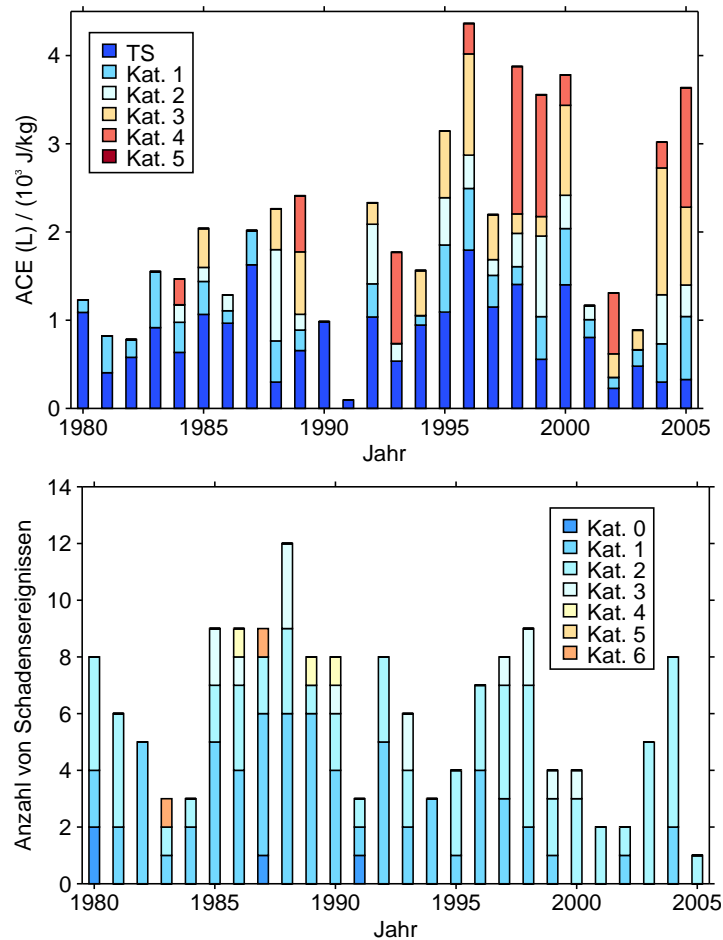 4
3
2
1
0
ACE (L) / (10³ J/kg)
TS
Kat. 1
Kat. 2
Kat. 3
Kat. 4
Kat. 5
1980 1985 1990 1995 2000 2005
Jahr
14
12
10
8
6
4
2
0
Anzahl von Schadensereignissen
Kat. 0
Kat. 1
Kat. 2
Kat. 3
Kat. 4
Kat. 5
Kat. 6
1980 1985 1990 1995 2000 2005
Jahr